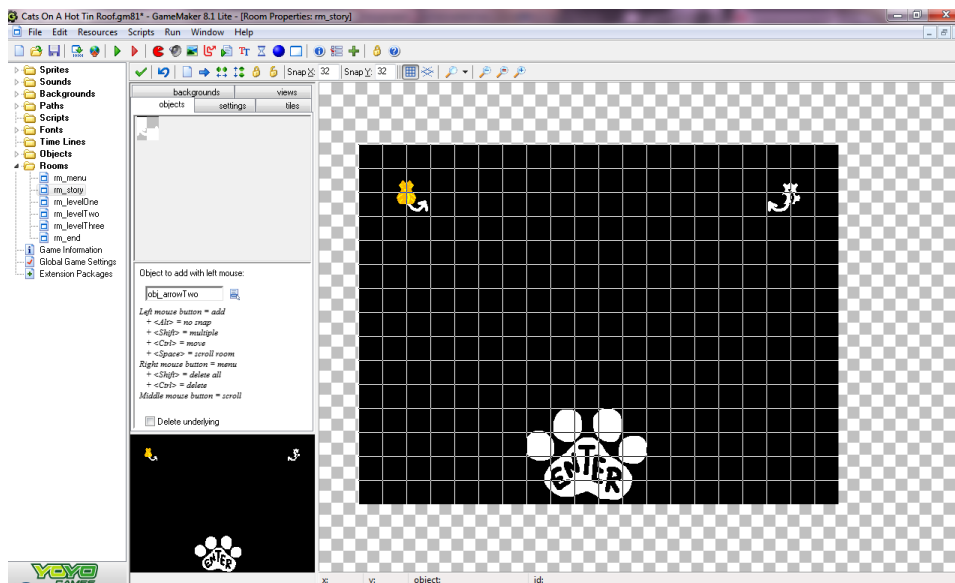 Cats On A Hot Tin Roof.gm81* - GameMaker 8.1 Lite - [Room Properties: rm_story]
File Edit Resources Scripts Run Window Help
Snap X: 32 Snap Y: 32
Sprites
Sounds
Backgrounds
Paths
Scripts
Fonts
Time Lines
Objects
Rooms
rm_menu
rm_story
rm_levelOne
rm_levelTwo
rm_levelThree
rm_end
Game Information
Global Game Settings
Extension Packages
backgrounds views
objects settings tiles
Object to add with left mouse:
obj_arrowTwo
Left mouse button = add
+ <Alt> = no snap
+ <Shift> = multiple
+ <Ctrl> = move
+ <Space> = scroll room
Right mouse button = menu
+ <Shift> = delete all
+ <Ctrl> = delete
Middle mouse button = scroll
Delete underlying
ENTER
ENTER
YOYO
GAMES
x: y: object: id: